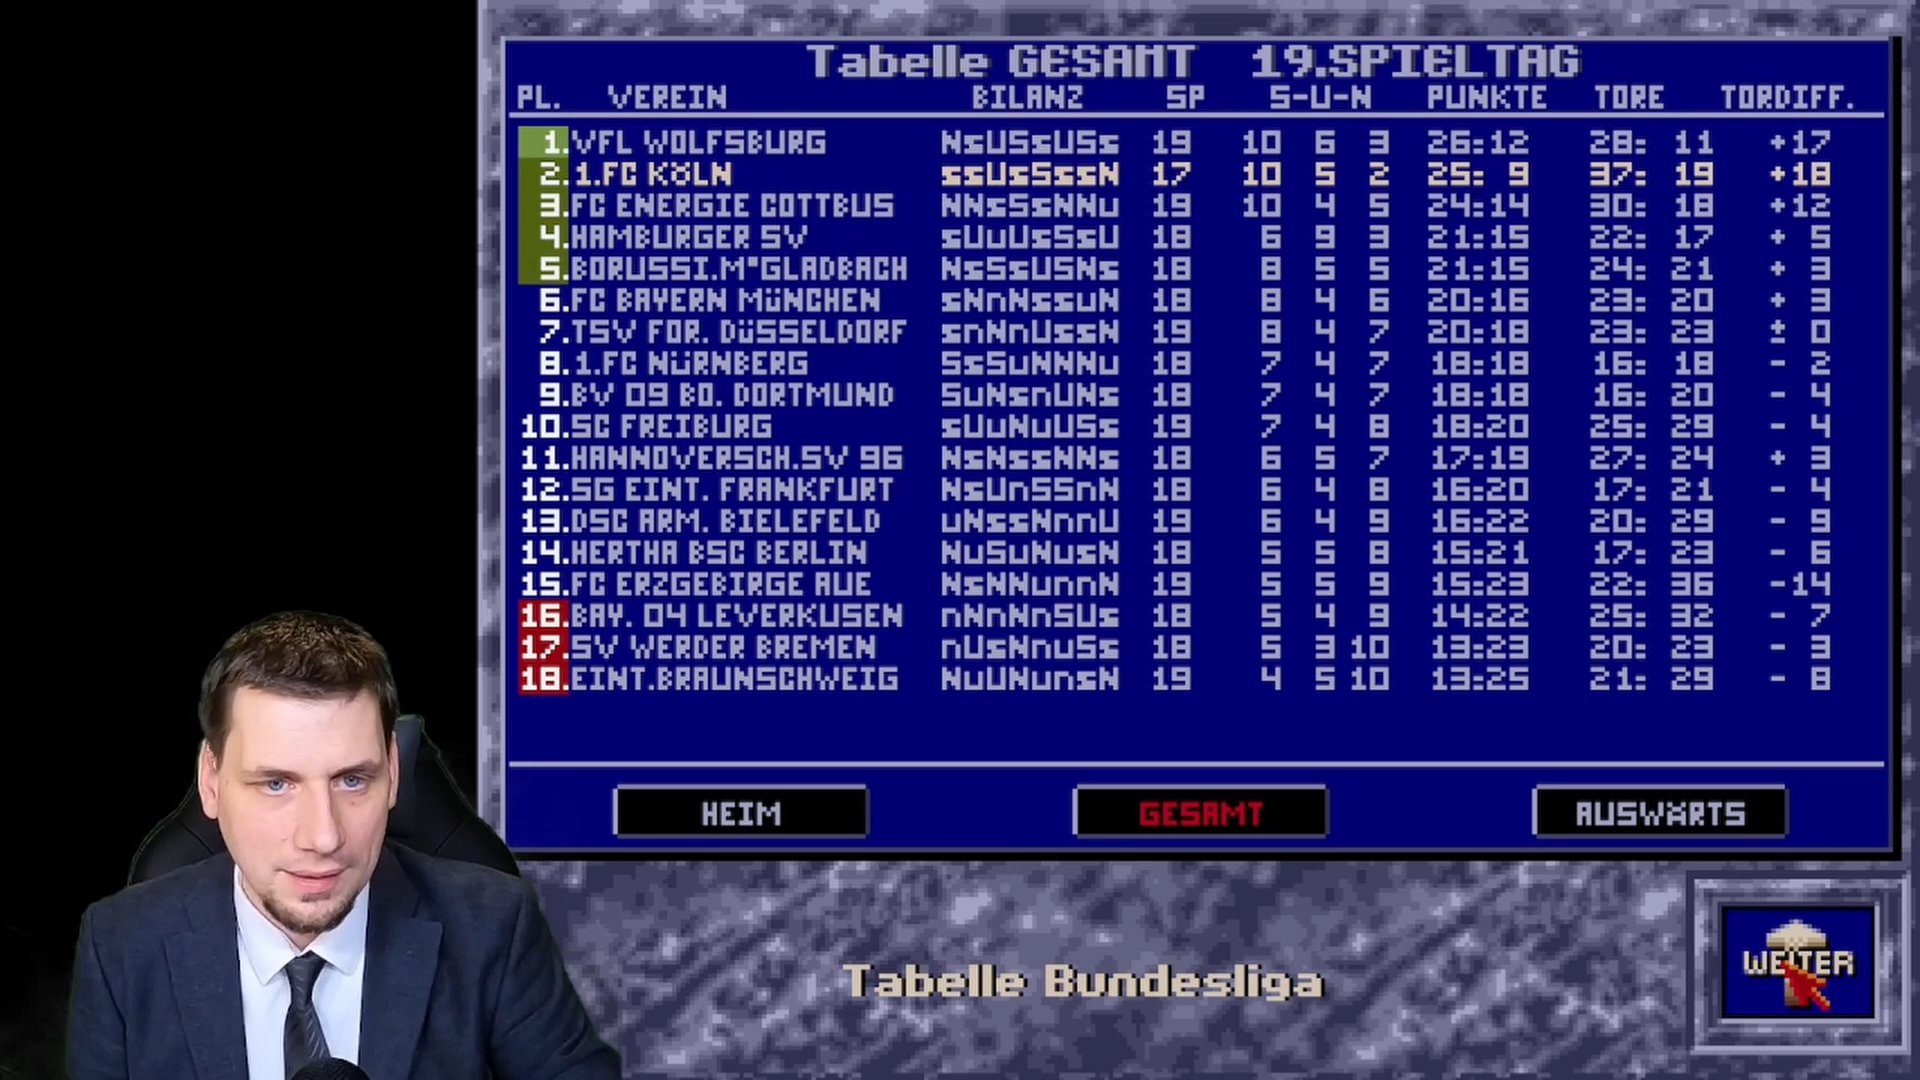 Tabelle GESAMT 19.SPIELTAG
PL. VEREIN BILANZ SP S-U-N PUNKTE TORE TORDIFF.
1. VFL WOLFSBURG NsUSsUSs 19 10 6 3 26:12 28: 11 +17
2. 1.FC KÖLN ssUsSssN 17 10 5 2 25: 9 37: 19 +18
3. FC ENERGIE COTTBUS NNsSsNNu 19 10 4 5 24:14 30: 18 +12
4. HAMBURGER SV sUuUsSsU 18 6 9 3 21:15 22: 17 + 5
5. BORUSSI.M"GLADBACH NsSsUSNs 18 8 5 5 21:15 24: 21 + 3
6. FC BAYERN MüNCHEN sNnNssuN 18 8 4 6 20:16 23: 20 + 3
7. TSV FOR. DüSSELDORF snNnUssN 19 8 4 7 20:18 23: 23 ± 0
8. 1.FC NüRNBERG SsSuNNNu 18 7 4 7 18:18 16: 18 - 2
9. BV 09 BO. DORTMUND SuNsnUNs 18 7 4 7 18:18 16: 20 - 4
10. SC FREIBURG sUuNuUSs 19 7 4 8 18:20 25: 29 - 4
11. HANNOVERSCH.SV 96 NsNssNNs 18 6 5 7 17:19 27: 24 + 3
12. SG EINT. FRANKFURT NsUnSSnN 18 6 4 8 16:20 17: 21 - 4
13. DSC ARM. BIELEFELD uNssNnnU 19 6 4 9 16:22 20: 29 - 9
14. HERTHA BSC BERLIN NuSuNusN 18 5 5 8 15:21 17: 23 - 6
15. FC ERZGEBIRGE AUE NsNNunnN 19 5 5 9 15:23 22: 36 -14
16. BAY. 04 LEVERKUSEN nNnNnSUs 18 5 4 9 14:22 25: 32 - 7
17. SV WERDER BREMEN nUsNnuSs 18 5 3 10 13:23 20: 23 - 3
18. EINT.BRAUNSCHWEIG NuUNunsN 19 4 5 10 13:25 21: 29 - 8
HEIM GESAMT AUSWÄRTS
WEITER
Tabelle Bundesliga